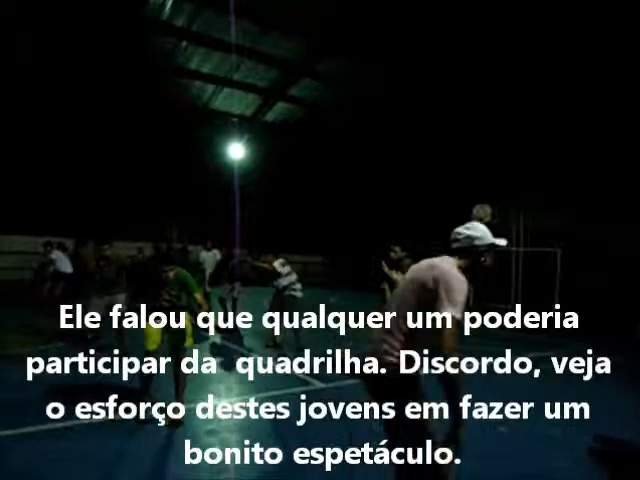 Ele falou que qualquer um poderia
participar da quadrilha. Discordo, veja
o esforço destes jovens em fazer um
bonito espetáculo.